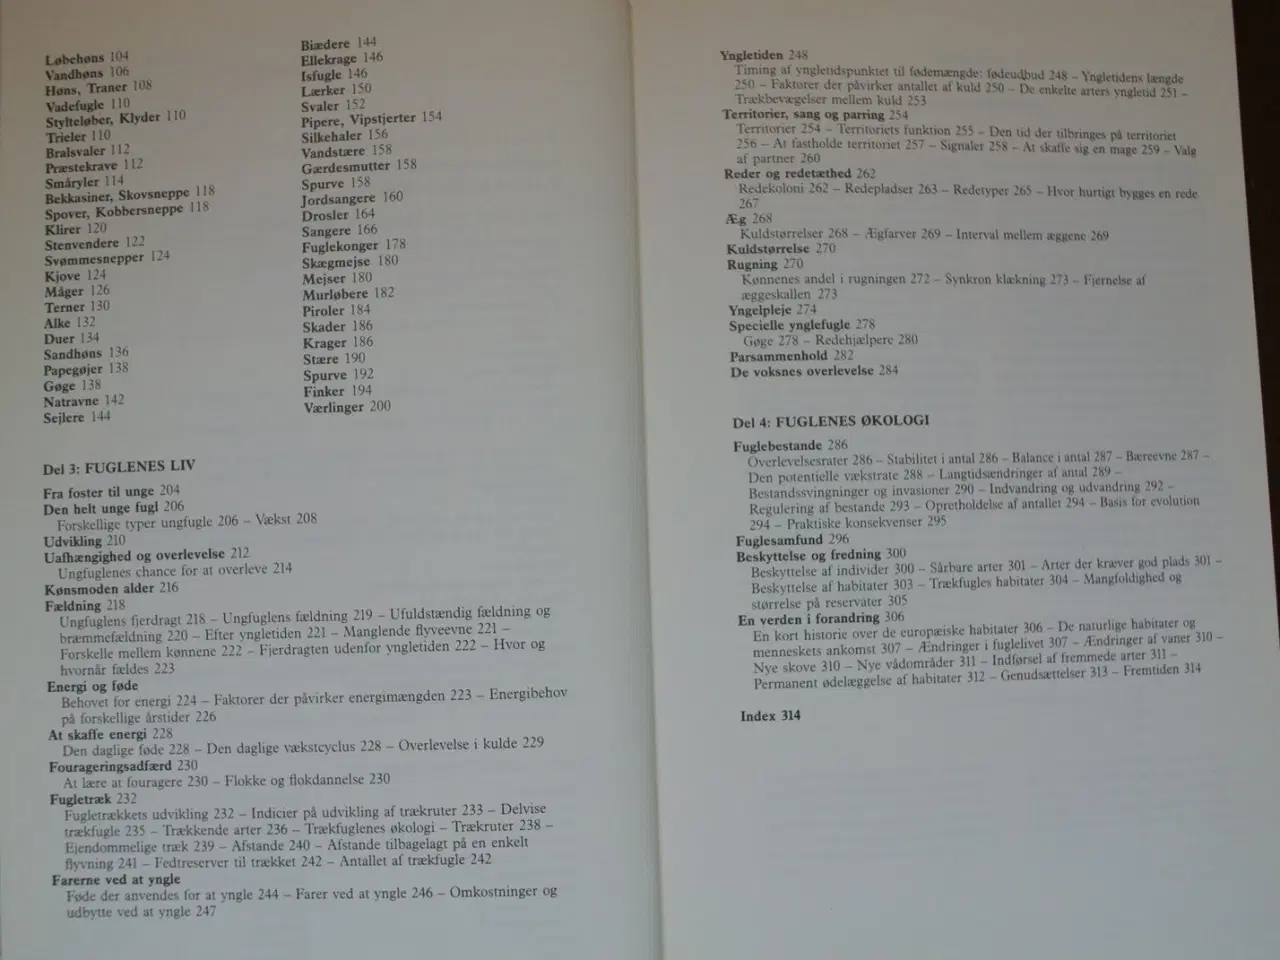 Løbehøns 104
Vandhøns 106
Høns, Traner 108
Vadefugle 110
Stylteløber, Klyder 110
Trieler 110
Bralsvaler 112
Præstekrave 112
Småryler 114
Bekkasiner, Skovsneppe 118
Spover, Kobbersneppe 118
Klirer 120
Stenvendere 122
Svømmesnepper 124
Kjove 124
Måger 126
Terner 130
Alke 132
Duer 134
Sandhøns 136
Papegøjer 138
Gøge 138
Natravne 142
Sejlere 144
Biædere 144
Ellekrage 146
Isfugle 146
Lærker 150
Svaler 152
Pipere, Vipstjerter 154
Silkehaler 156
Vandstære 158
Gærdesmutter 158
Spurve 158
Jordsangere 160
Drosler 164
Sangere 166
Fuglekonger 178
Skægmejse 180
Mejser 180
Murløbere 182
Piroler 184
Skader 186
Krager 186
Stære 190
Spurve 192
Finker 194
Værlinger 200
Del 3: FUGLENES LIV
Fra foster til unge 204
Den helt unge fugl 206
Forskellige typer ungfugle 206 – Vækst 208
Udvikling 210
Uafhængighed og overlevelse 212
Ungfuglenes chance for at overleve 214
Kønsmoden alder 216
Fældning 218
Ungfuglens fjerdragt 218 – Ungfuglens fældning 219 – Ufuldstændig fældning og
bræmmefældning 220 – Efter yngletiden 221 – Manglende flyveevne 221 –
Forskelle mellem kønnene 222 – Fjerdragten udenfor yngletiden 222 – Hvor og
hvornår fældes 223
Energi og føde
Behovet for energi 224 – Faktorer der påvirker energimængden 223 – Energibehov
på forskellige årstider 226
At skaffe energi 228
Den daglige føde 228 – Den daglige vækstcyclus 228 – Overlevelse i kulde 229
Fourageringsadfærd 230
At lære at fouragere 230 – Flokke og flokdannelse 230
Fugletræk 232
Fugletrækkets udvikling 232 – Indicier på udvikling af trækruter 233 – Delvise
trækfugle 235 – Trækkende arter 236 – Trækfuglenes økologi – Trækruter 238 –
Ejendommelige træk 239 – Afstande 240 – Afstande tilbagelagt på en enkelt
flyvning 241 – Fedtreserver til trækket 242 – Antallet af trækfugle 242
Farerne ved at yngle
Føde der anvendes for at yngle 244 – Farer ved at yngle 246 – Omkostninger og
udbytte ved at yngle 247
Yngletiden 248
Timing af yngletidspunktet til fødemængde: fødeudbud 248 – Yngletidens længde
250 – Faktorer der påvirker antallet af kuld 250 – De enkelte arters yngletid 251 –
Trækbevægelser mellem kuld 253
Territorier, sang og parring 254
Territorier 254 – Territoriets funktion 255 – Den tid der tilbringes på territoriet
256 – At fastholde territoriet 257 – Signaler 258 – At skaffe sig en mage 259 – Valg
af partner 260
Reder og redetæthed 262
Redekoloni 262 – Redepladser 263 – Redetyper 265 – Hvor hurtigt bygges en rede
267
Æg 268
Kuldstørrelser 268 – Ægfarver 269 – Interval mellem æggene 269
Kuldstørrelse 270
Rugning 270
Kønnenes andel i rugningen 272 – Synkron klækning 273 – Fjernelse af
æggeskallen 273
Yngelpleje 274
Specielle ynglefugle 278
Gøge 278 – Redehjælpere 280
Parsammenhold 282
De voksnes overlevelse 284
Del 4: FUGLENES ØKOLOGI
Fuglebestande 286
Overlevelsesrater 286 – Stabilitet i antal 286 – Balance i antal 287 – Bæreevne 287 –
Den potentielle vækstrate 288 – Langtidsændringer af antal 289 –
Bestandssvingninger og invasioner 290 – Indvandring og udvandring 292 –
Regulering af bestande 293 – Opretholdelse af antallet 294 – Basis for evolution
294 – Praktiske konsekvenser 295
Fuglesamfund 296
Beskyttelse og fredning 300
Beskyttelse af individer 300 – Sårbare arter 301 – Arter der kræver god plads 301 –
Beskyttelse af habitater 303 – Trækfugles habitater 304 – Mangfoldighed og
størrelse på reservater 305
En verden i forandring 306
En kort historie over de europæiske habitater 306 – De naturlige habitater og
menneskets ankomst 307 – Ændringer i fuglelivet 307 – Ændringer af vaner 310 –
Nye skove 310 – Nye vådområder 311 – Indførsel af fremmede arter 311 –
Permanent ødelæggelse af habitater 312 – Genudsættelser 313 – Fremtiden 314
Index 314